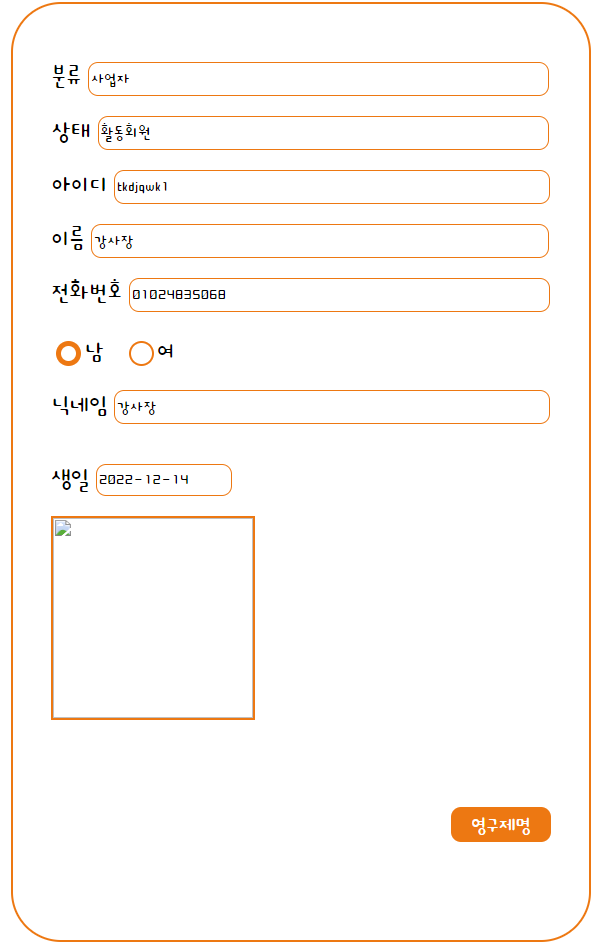 분류 사업자
상태 활동회원
아이디 tkdjqwk1
이름 강사장
전화번호 01024835068
남 여
닉네임 강사장
생일 2022-12-14
영구제명